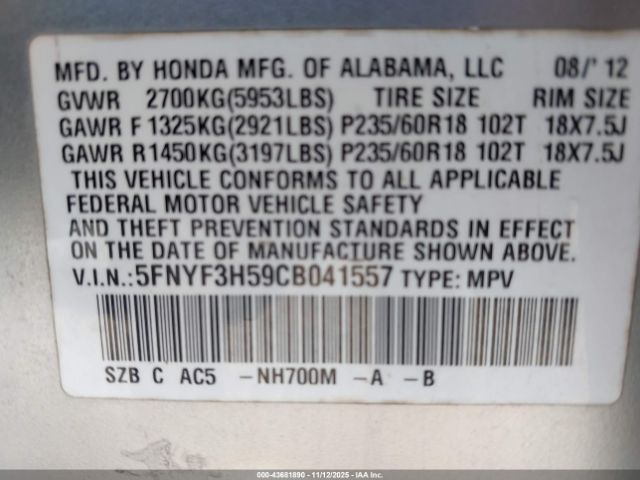 MFD. BY HONDA MFG. OF ALABAMA, LLC 08/' 12
GVWR 2700KG(5953LBS) TIRE SIZE RIM SIZE
GAWR F 1325KG(2921LBS) P235/60R18 102T 18X7.5J
GAWR R1450KG(3197LBS) P235/60R18 102T 18X7.5J
THIS VEHICLE CONFORMS TO ALL APPLICABLE
FEDERAL MOTOR VEHICLE SAFETY
AND THEFT PREVENTION STANDARDS IN EFFECT
ON THE DATE OF MANUFACTURE SHOWN ABOVE.
V.I.N.:5FNYF3H59CB041557 TYPE: MPV
SZB C AC5 -NH700M -A -B
000-43681890 - 11/12/2025 - IAA Inc.